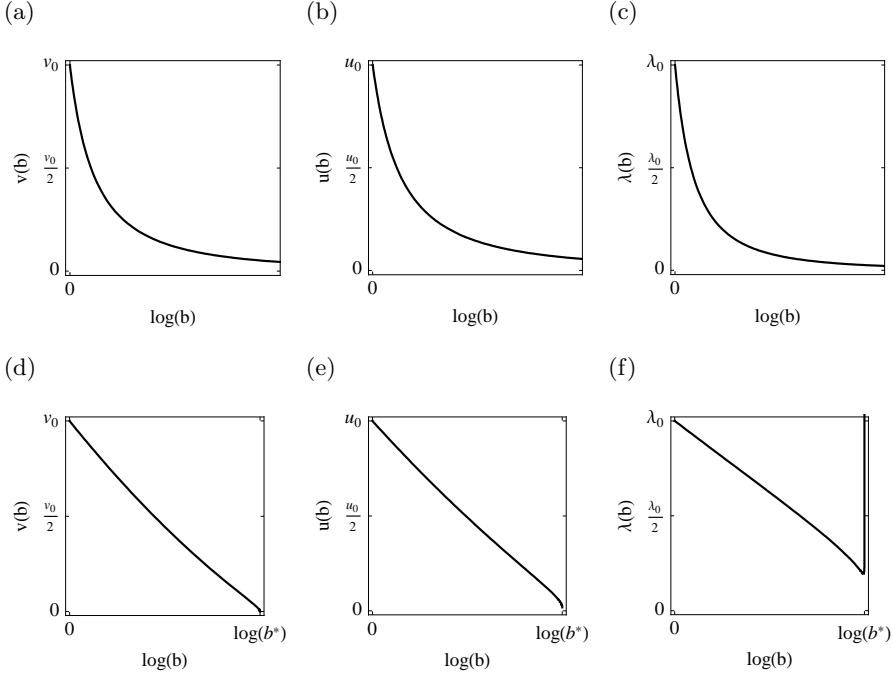 (a) (b) (c)
v₀ u₀ λ₀
v(b) v₀/2 u(b) u₀/2 λ(b) λ₀/2
0 0 0
0 0 0
log(b) log(b) log(b)
(d) (e) (f)
v₀ u₀ λ₀
v(b) v₀/2 u(b) u₀/2 λ(b) λ₀/2
0 0 0
0 log(b*) 0 log(b*) 0 log(b*)
log(b) log(b) log(b)